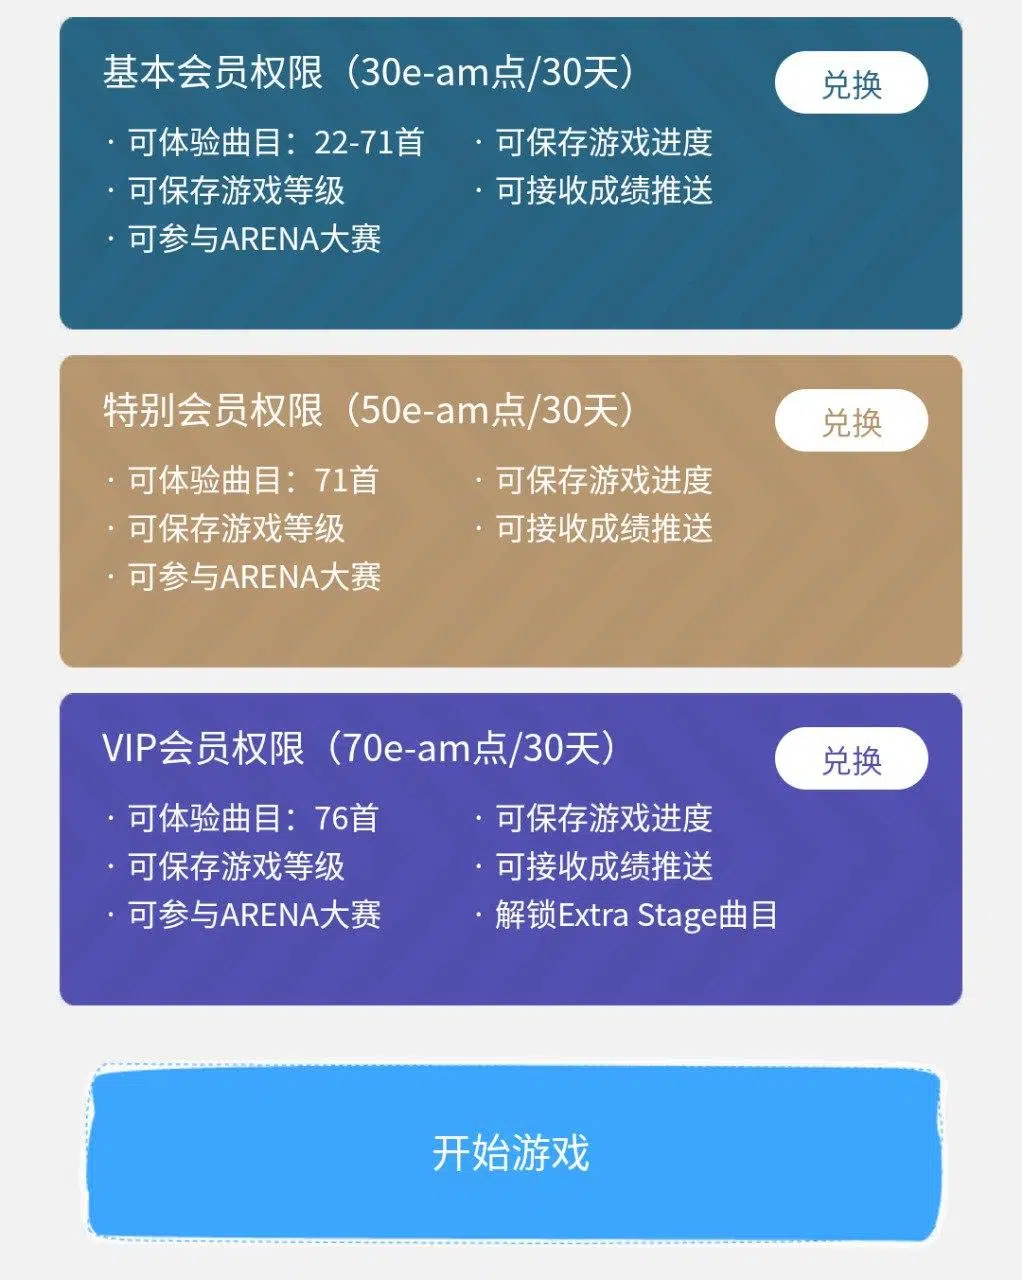 基本会员权限（30e-am点/30天）
兑换
· 可体验曲目：22-71首
· 可保存游戏进度
· 可保存游戏等级
· 可接收成绩推送
· 可参与ARENA大赛
特别会员权限（50e-am点/30天）
兑换
· 可体验曲目：71首
· 可保存游戏进度
· 可保存游戏等级
· 可接收成绩推送
· 可参与ARENA大赛
VIP会员权限（70e-am点/30天）
兑换
· 可体验曲目：76首
· 可保存游戏进度
· 可保存游戏等级
· 可接收成绩推送
· 可参与ARENA大赛
· 解锁Extra Stage曲目
开始游戏